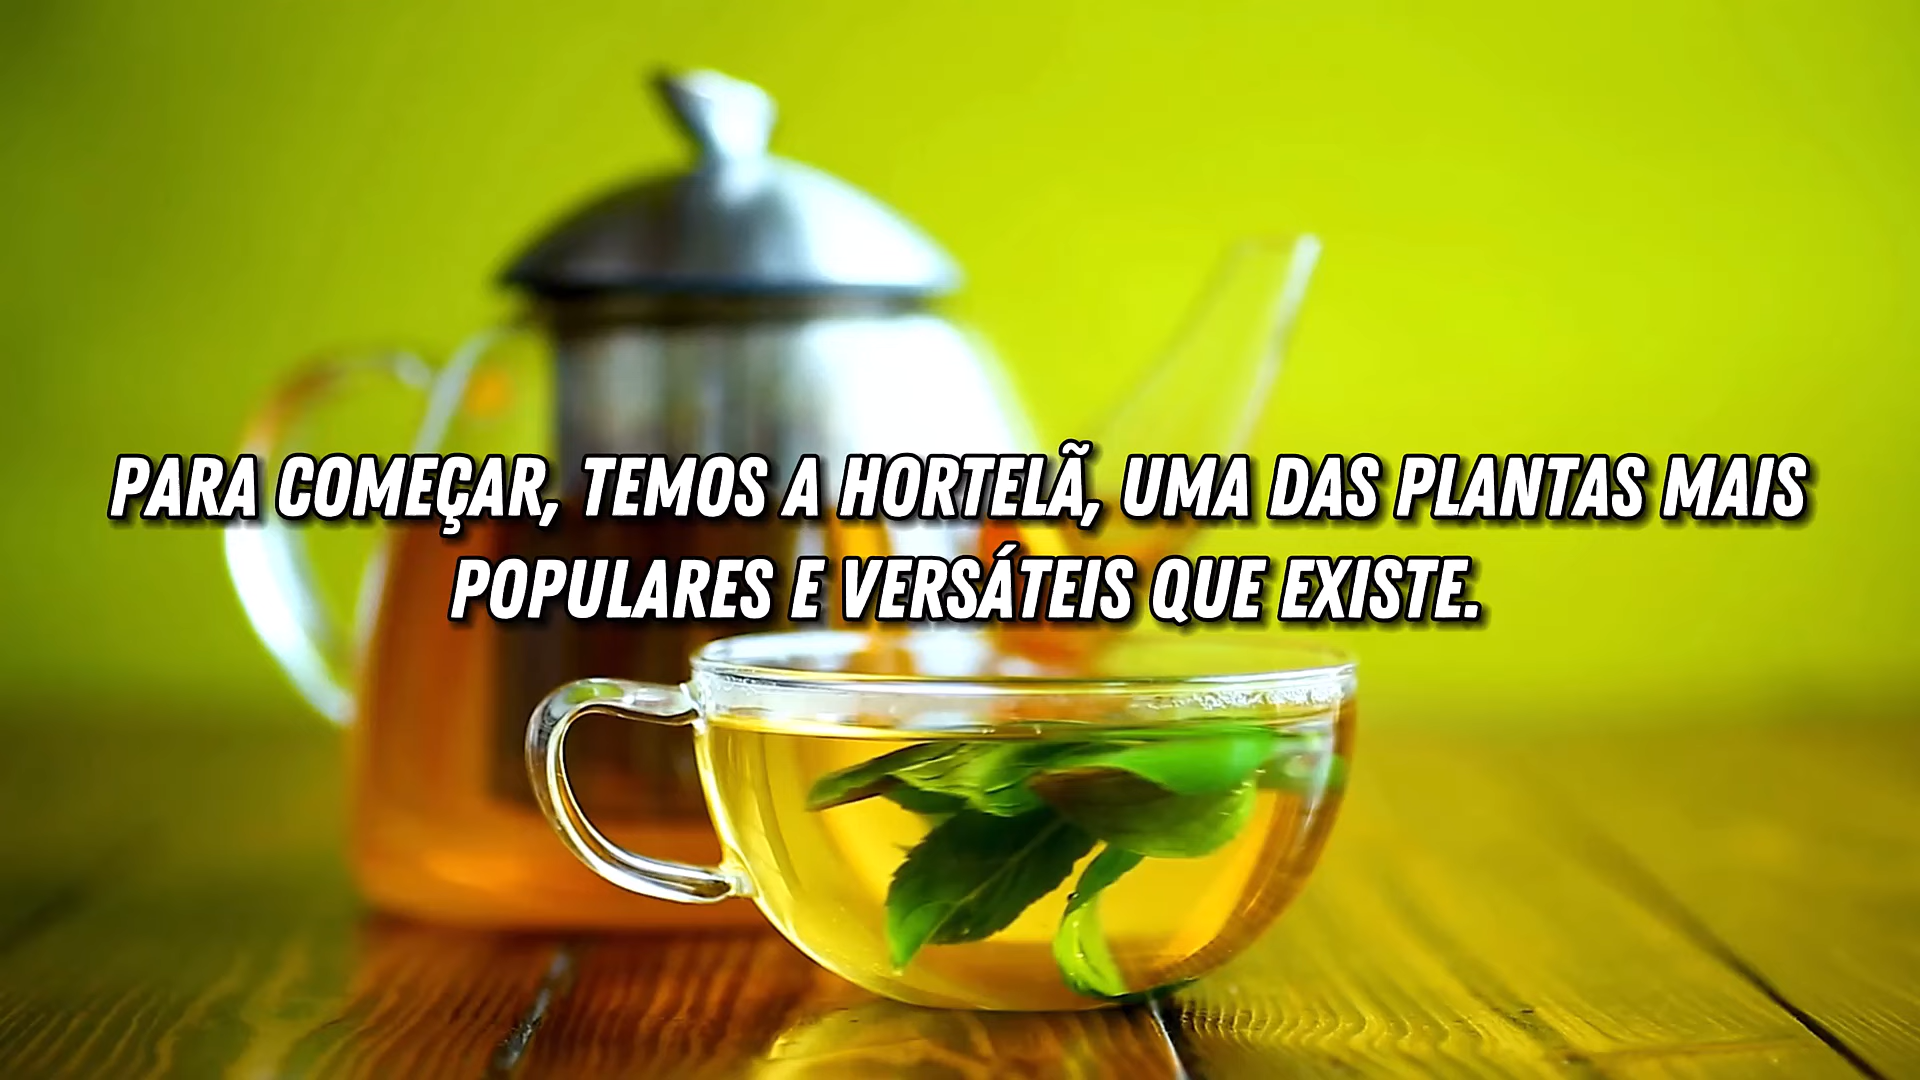 PARA COMEÇAR, TEMOS A HORTELÃ, UMA DAS PLANTAS MAIS
POPULARES E VERSÁTEIS QUE EXISTE.